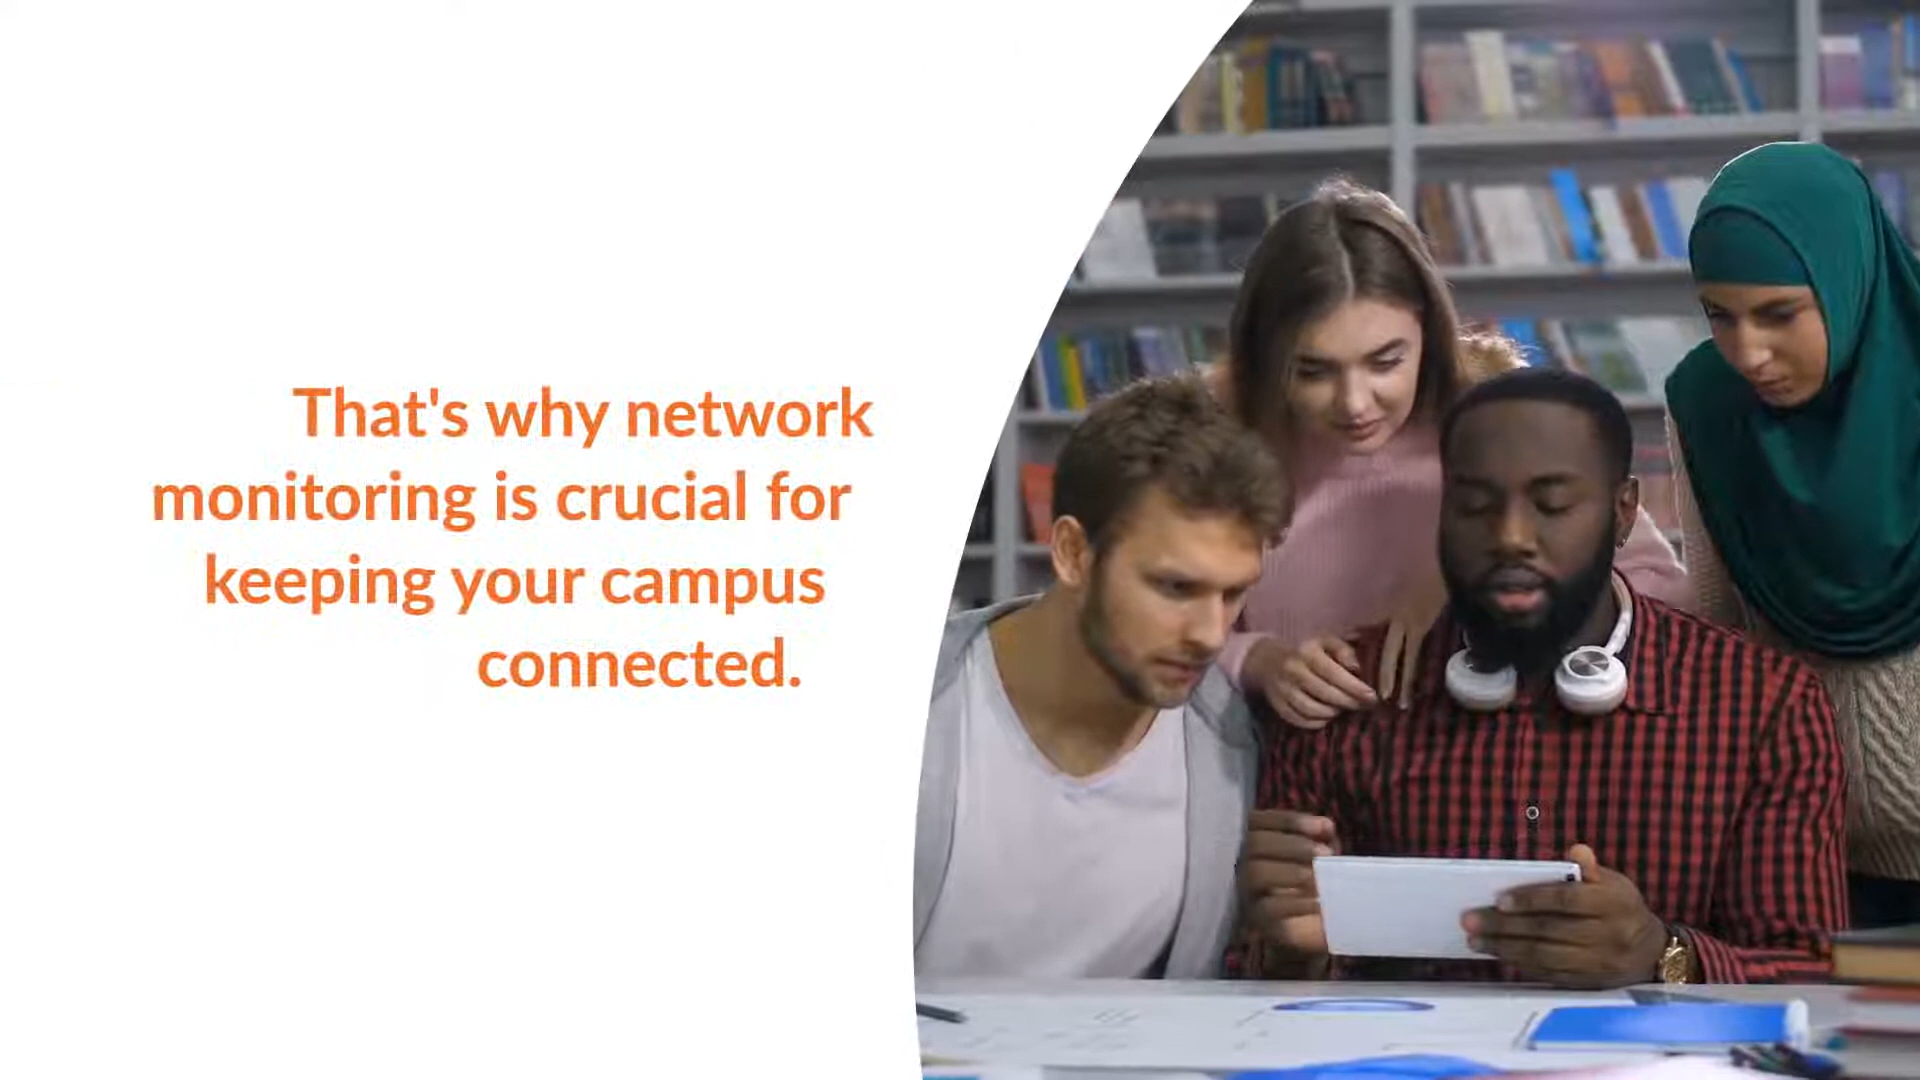 That's why network
monitoring is crucial for
keeping your campus
connected.